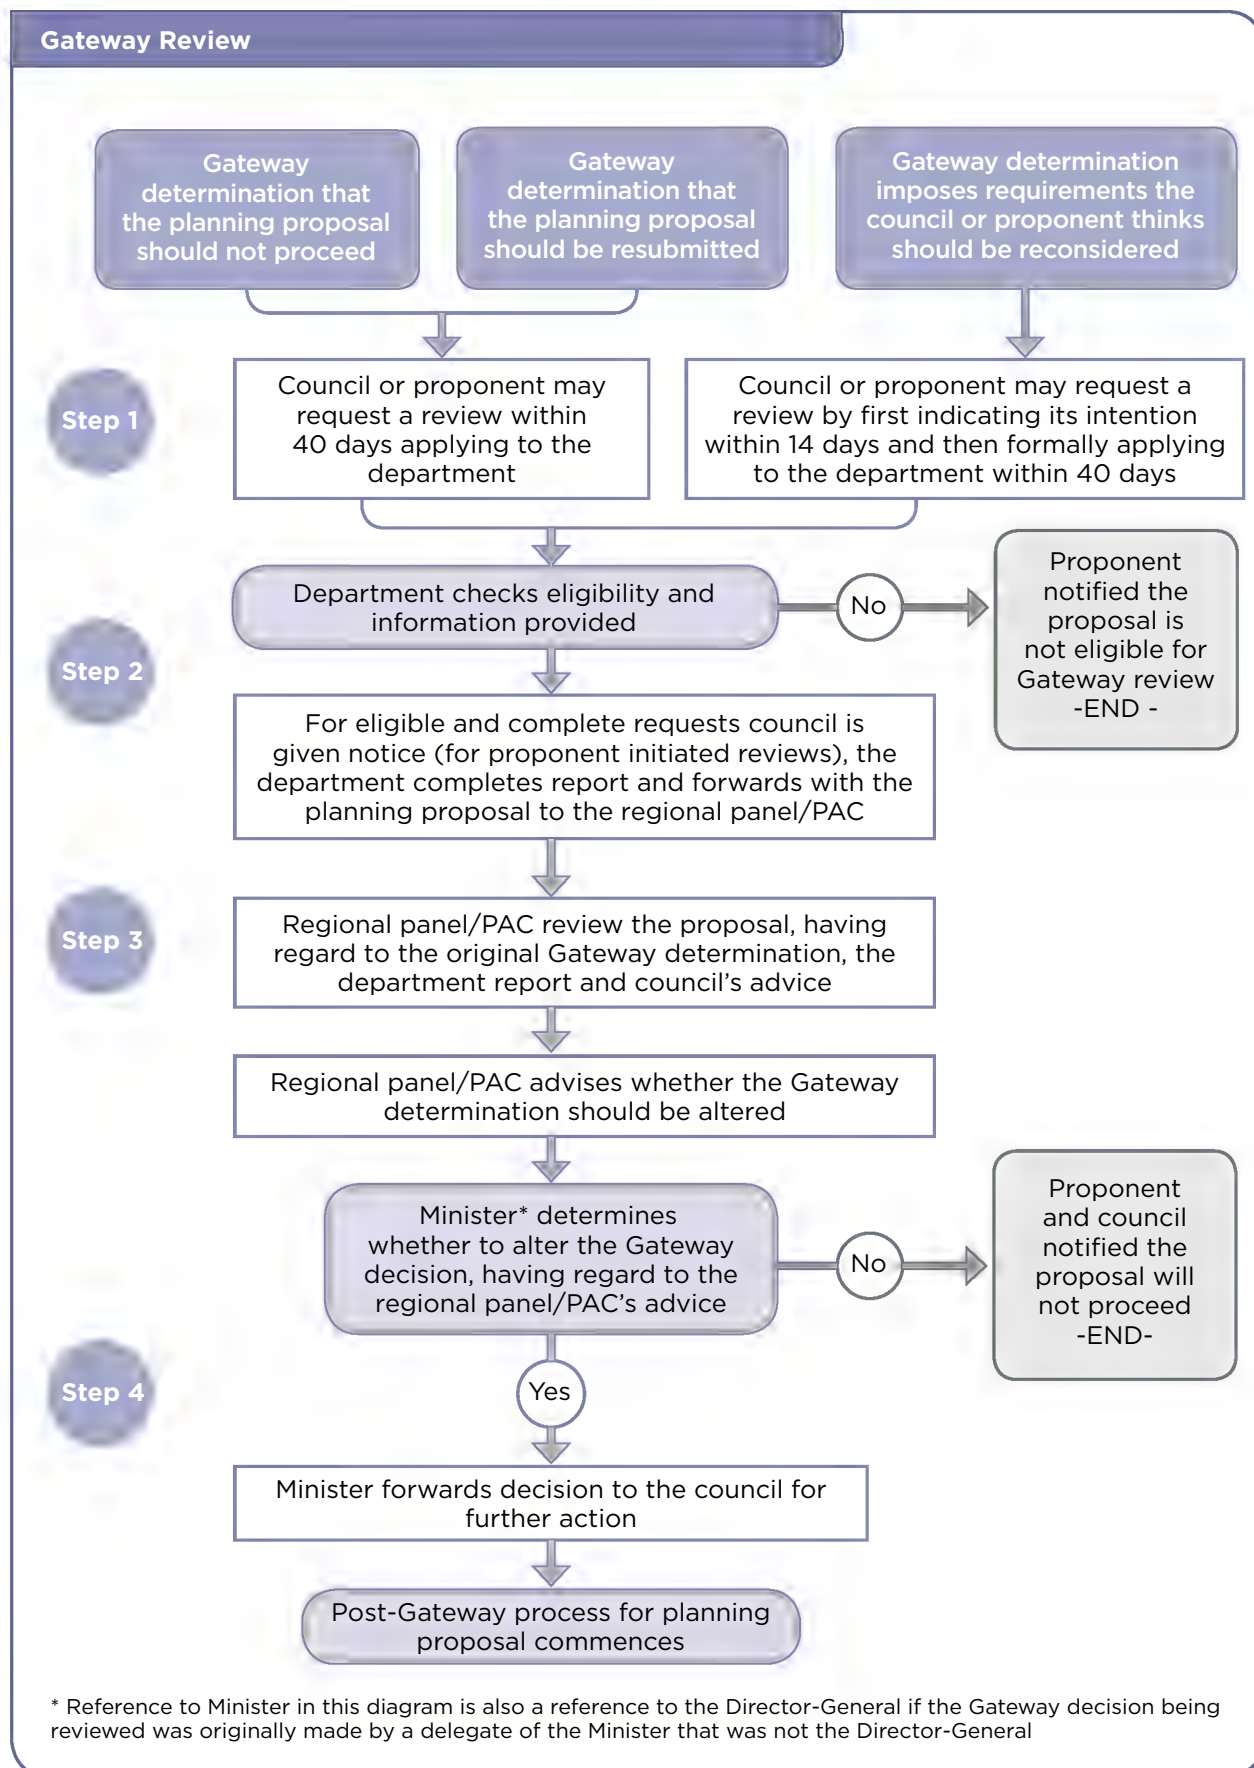 Gateway Review
Gateway
determination that
the planning proposal
should not proceed
Gateway
determination that
the planning proposal
should be resubmitted
Gateway determination
imposes requirements the
council or proponent thinks
should be reconsidered
Step 1
Council or proponent may
request a review within
40 days applying to the
department
Council or proponent may request a
review by first indicating its intention
within 14 days and then formally applying
to the department within 40 days
Step 2
Department checks eligibility and
information provided
No
Proponent
notified the
proposal is
not eligible for
Gateway review
-END -
For eligible and complete requests council is
given notice (for proponent initiated reviews), the
department completes report and forwards with the
planning proposal to the regional panel/PAC
Step 3
Regional panel/PAC review the proposal, having
regard to the original Gateway determination, the
department report and council’s advice
Regional panel/PAC advises whether the Gateway
determination should be altered
Minister* determines
whether to alter the Gateway
decision, having regard to the
regional panel/PAC’s advice
No
Proponent
and council
notified the
proposal will
not proceed
-END-
Step 4
Yes
Minister forwards decision to the council for
further action
Post-Gateway process for planning
proposal commences
* Reference to Minister in this diagram is also a reference to the Director-General if the Gateway decision being
reviewed was originally made by a delegate of the Minister that was not the Director-General